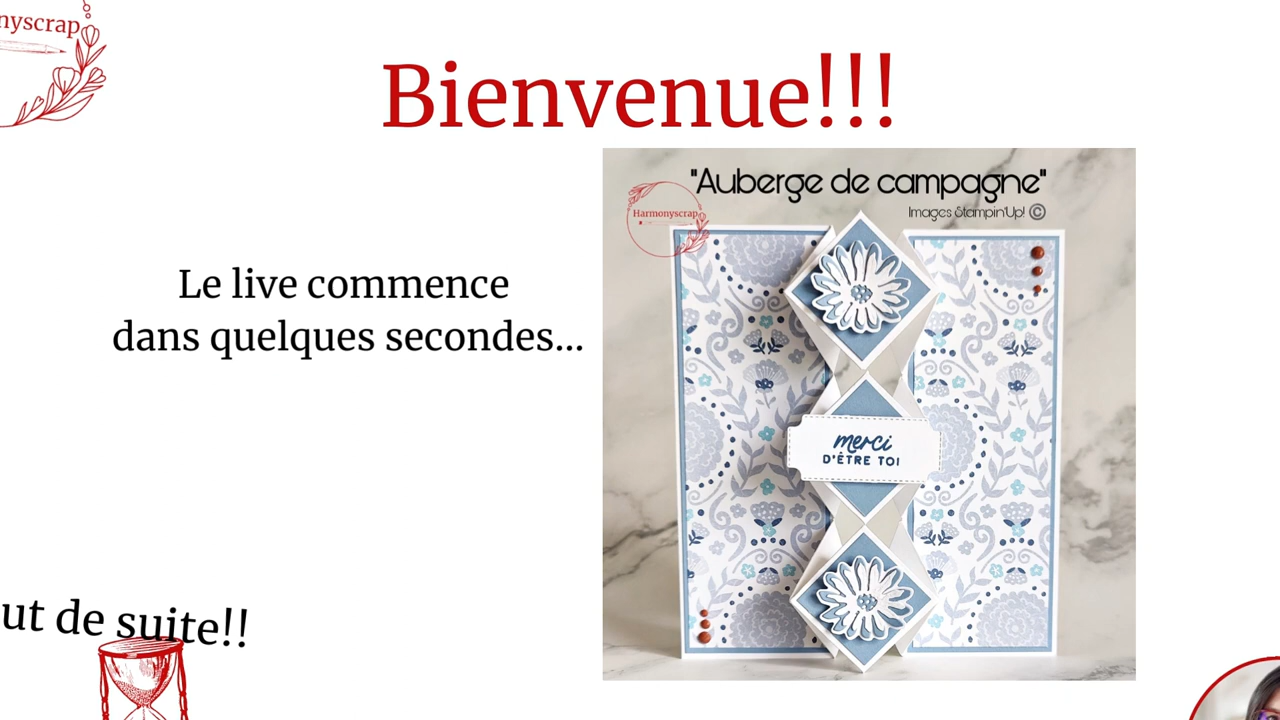 nyscrap
Bienvenue!!!
"Auberge de campagne"
Images Stampin'Up! ©
Harmonyscrap
Le live commence
dans quelques secondes...
merci
D'ÊTRE TOI
ut de suite!!